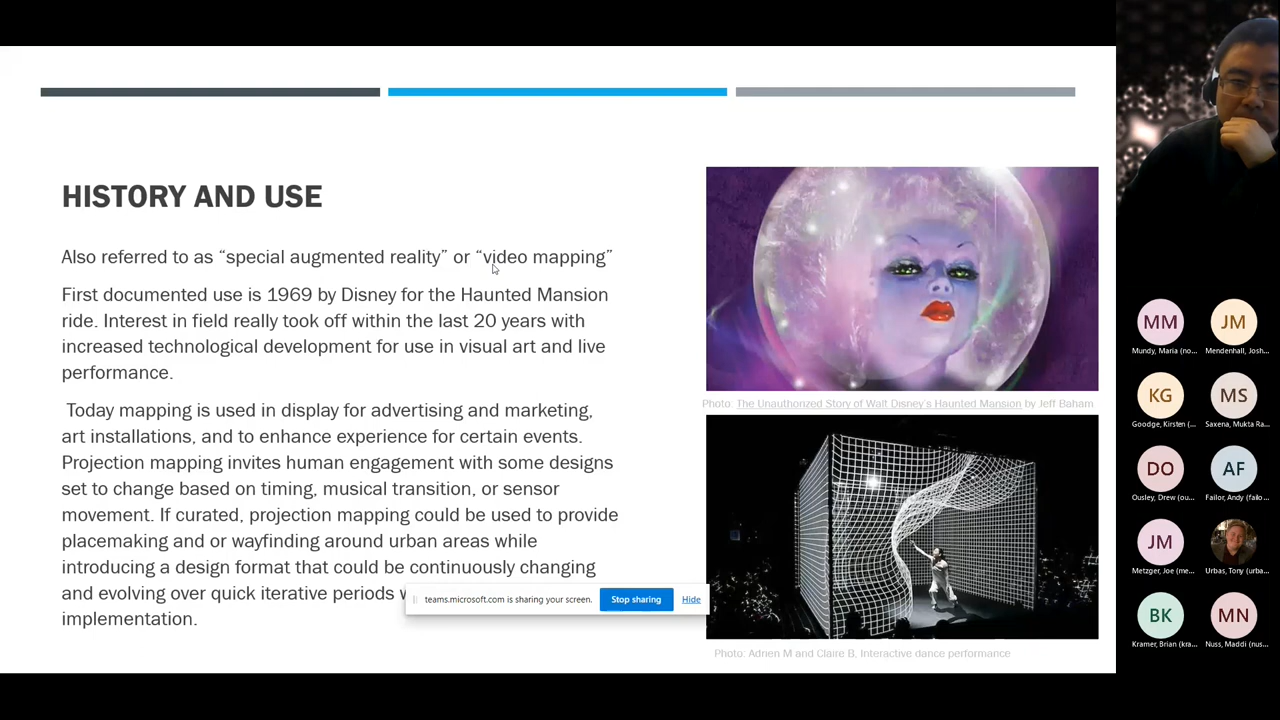 HISTORY AND USE
Also referred to as “special augmented reality” or “video mapping”
First documented use is 1969 by Disney for the Haunted Mansion
ride. Interest in field really took off within the last 20 years with
increased technological development for use in visual art and live
performance.
Today mapping is used in display for advertising and marketing,
art installations, and to enhance experience for certain events.
Projection mapping invites human engagement with some designs
set to change based on timing, musical transition, or sensor
movement. If curated, projection mapping could be used to provide
placemaking and or wayfinding around urban areas while
introducing a design format that could be continuously changing
and evolving over quick iterative periods
implementation.
teams.microsoft.com is sharing your screen.
Stop sharing
Hide
Photo: The Unauthorized Story of Walt Disney's Haunted Mansion by Jeff Baham
Photo: Adrien M and Claire B, Interactive dance performance
MM
JM
Mundy, Maria (no...
Mendenhall, Josh...
KG
MS
Goodge, Kirsten (...
Saxena, Mukta Ra...
DO
AF
Ousley, Drew (ou...
Failor, Andy (failo...
JM
Metzger, Joe (me...
Urbas, Tony (urba...
BK
MN
Kramer, Brian (kra...
Nuss, Maddi (nus...